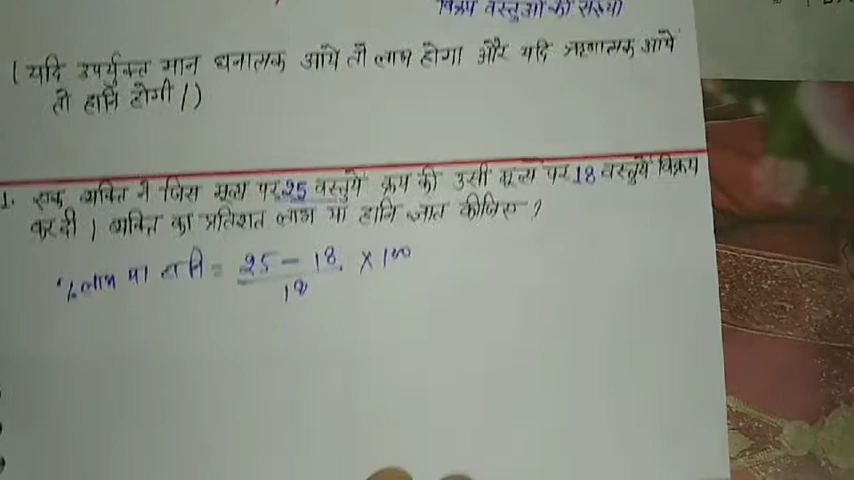 विक्रय वस्तुओं की संख्या
( यदि उपर्युक्त मान धनात्मक आये तो लाभ होगा और यदि ऋणात्मक आये
तो हानि होगी।)
1. एक व्यक्ति ने जिस मूल्य पर 25 वस्तुयें क्रय की उसी मूल्य पर 18 वस्तुयें विक्रय
कर दी । व्यक्ति का प्रतिशत लाभ या हानि ज्ञात कीजिए ?
% लाभ या हानि = 25 - 18 / 18 × 100